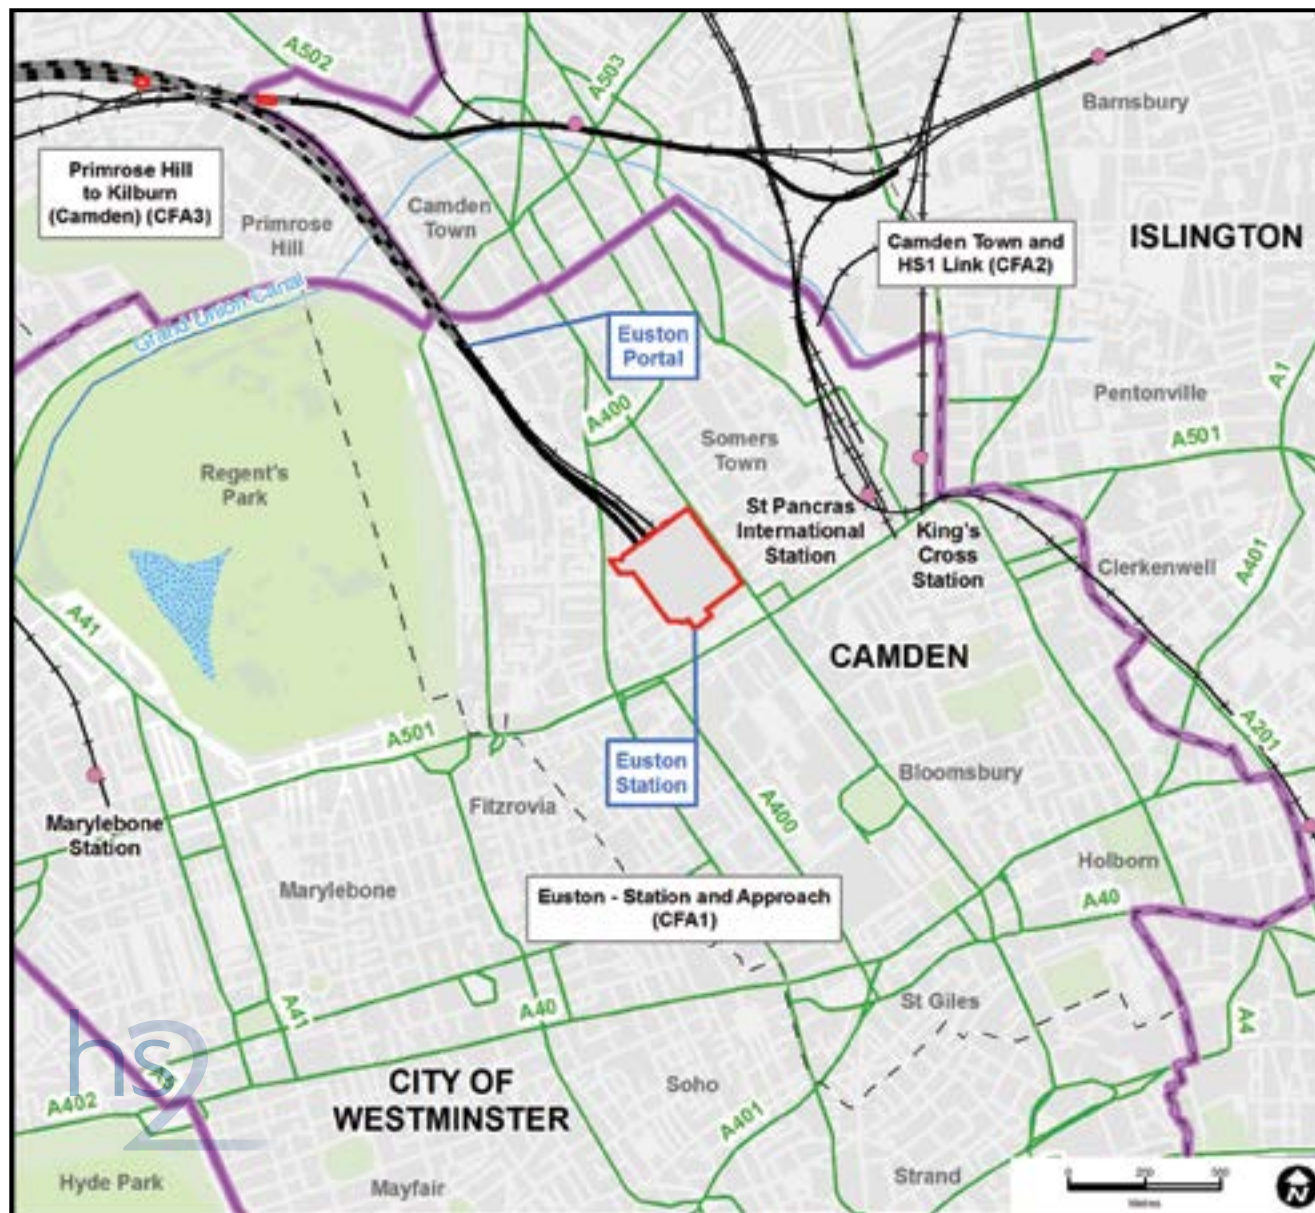 A502
A503
Barnsbury
Primrose Hill
to Kilburn
(Camden) (CFA3)
Primrose
Hill
Camden
Town
Camden Town and
HS1 Link (CFA2)
ISLINGTON
Grand Union Canal
Euston
Portal
A1
Pentonville
A400
A501
Somers
Town
Regent's
Park
St Pancras
International
Station
King's
Cross
Station
Clerkenwell
A401
A41
CAMDEN
A501
A201
Euston
Station
Bloomsbury
Fitzrovia
A400
Marylebone
Station
Holborn
Marylebone
Euston - Station and Approach
(CFA1)
A40
A41
A40
St Giles
A4
hs2
A5
CITY OF
WESTMINSTER
Soho
A402
A401
Hyde Park
Mayfair
Strand
0
Metres
N